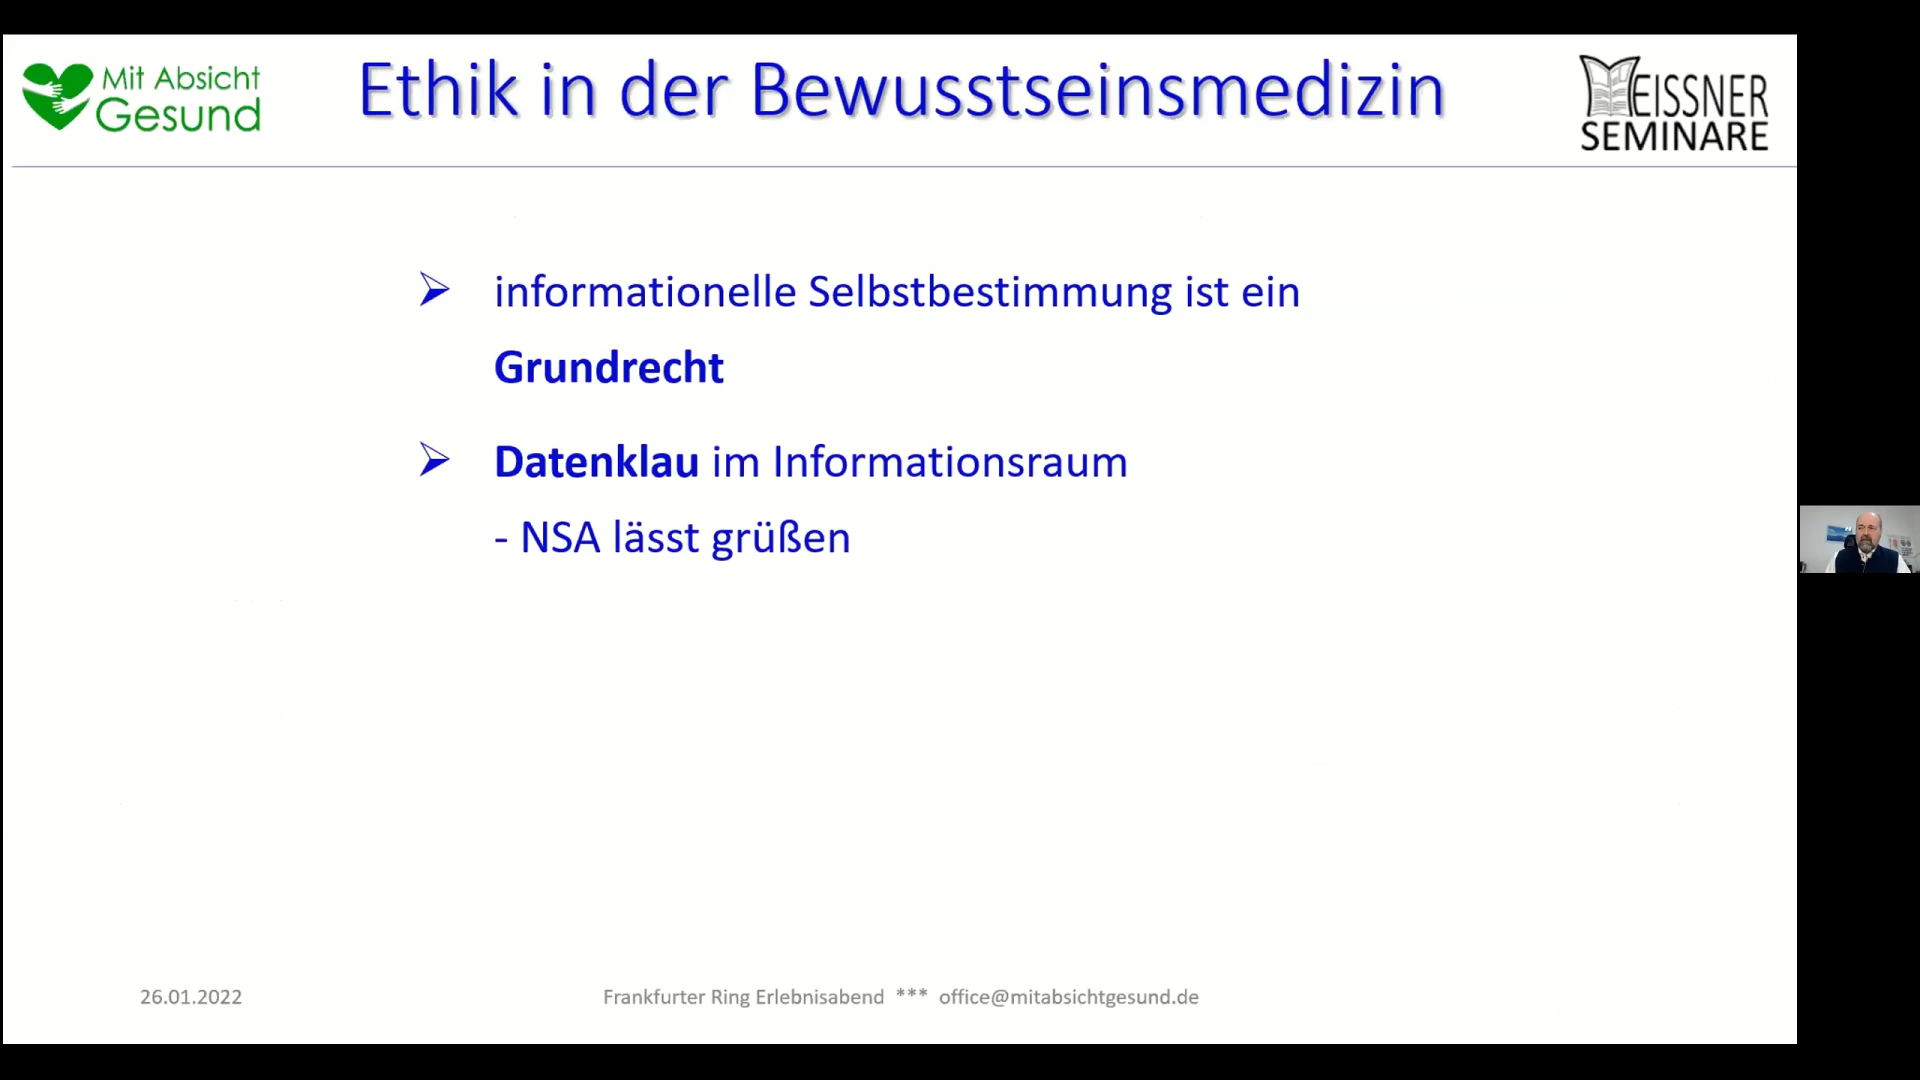 Mit Absicht
Gesund
Ethik in der Bewusstseinsmedizin
MEISSNER
SEMINARE
➢ informationelle Selbstbestimmung ist ein
Grundrecht
➢ Datenklau im Informationsraum
- NSA lässt grüßen
26.01.2022
Frankfurter Ring Erlebnisabend *** office@mitabsichtgesund.de